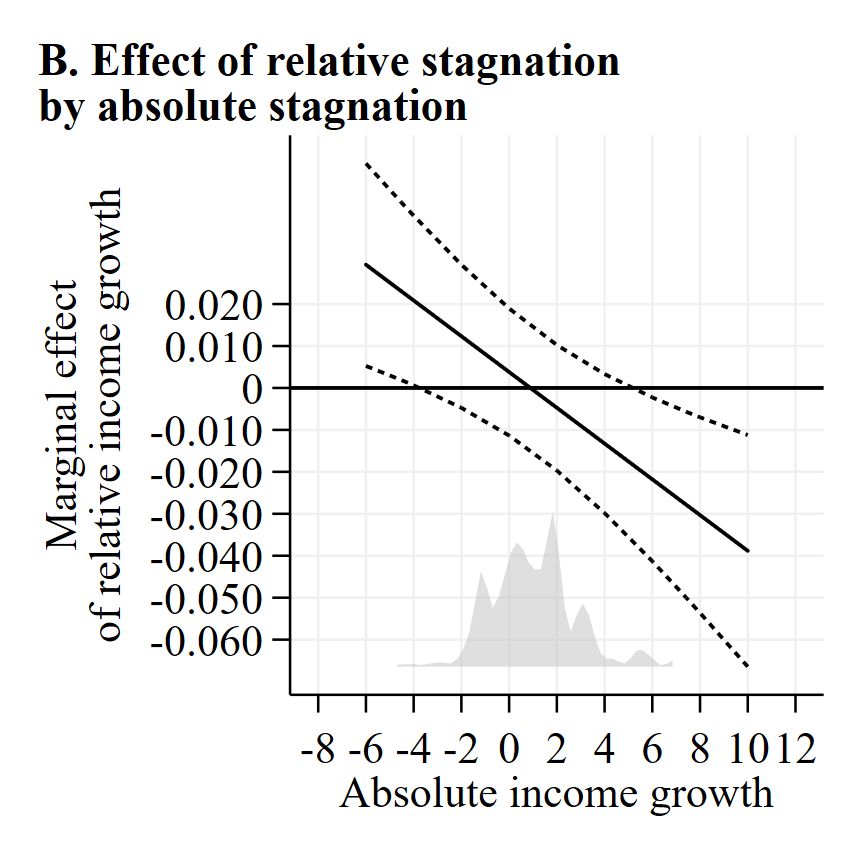 B. Effect of relative stagnation
by absolute stagnation
Marginal effect
of relative income growth
0.020
0.010
0
-0.010
-0.020
-0.030
-0.040
-0.050
-0.060
-8 -6 -4 -2 0 2 4 6 8 10 12
Absolute income growth